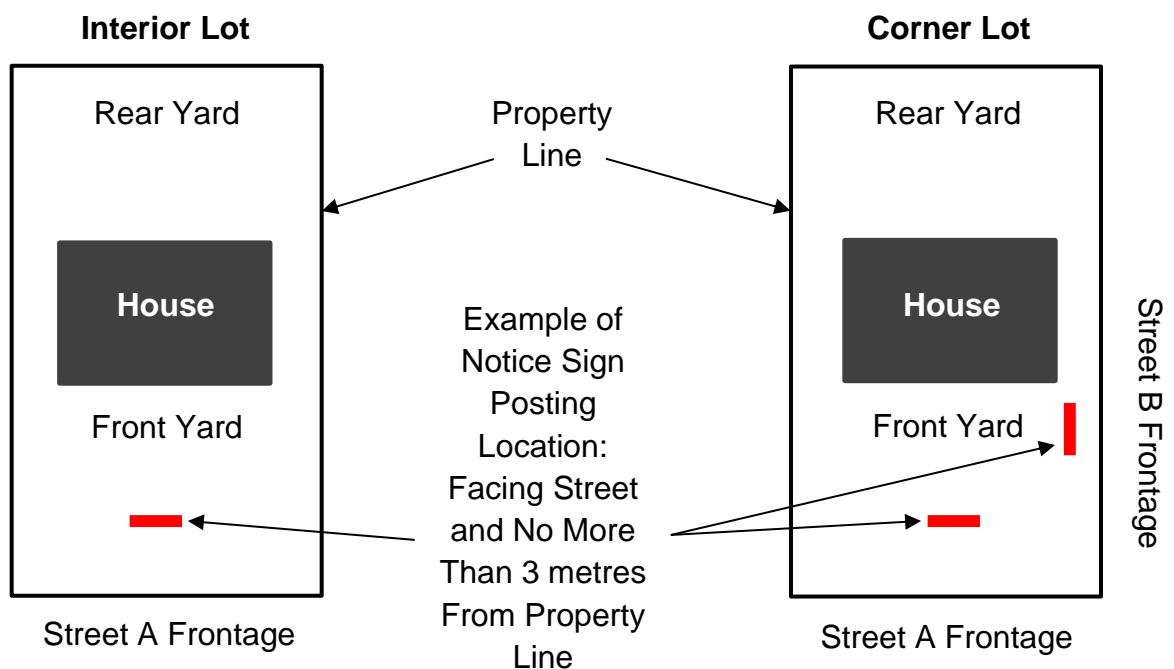 Interior Lot
Rear Yard
House
Front Yard
Street A Frontage
Property
Line
Example of
Notice Sign
Posting
Location:
Facing Street
and No More
Than 3 metres
From Property
Line
Corner Lot
Rear Yard
House
Front Yard
Street A Frontage
Street B Frontage